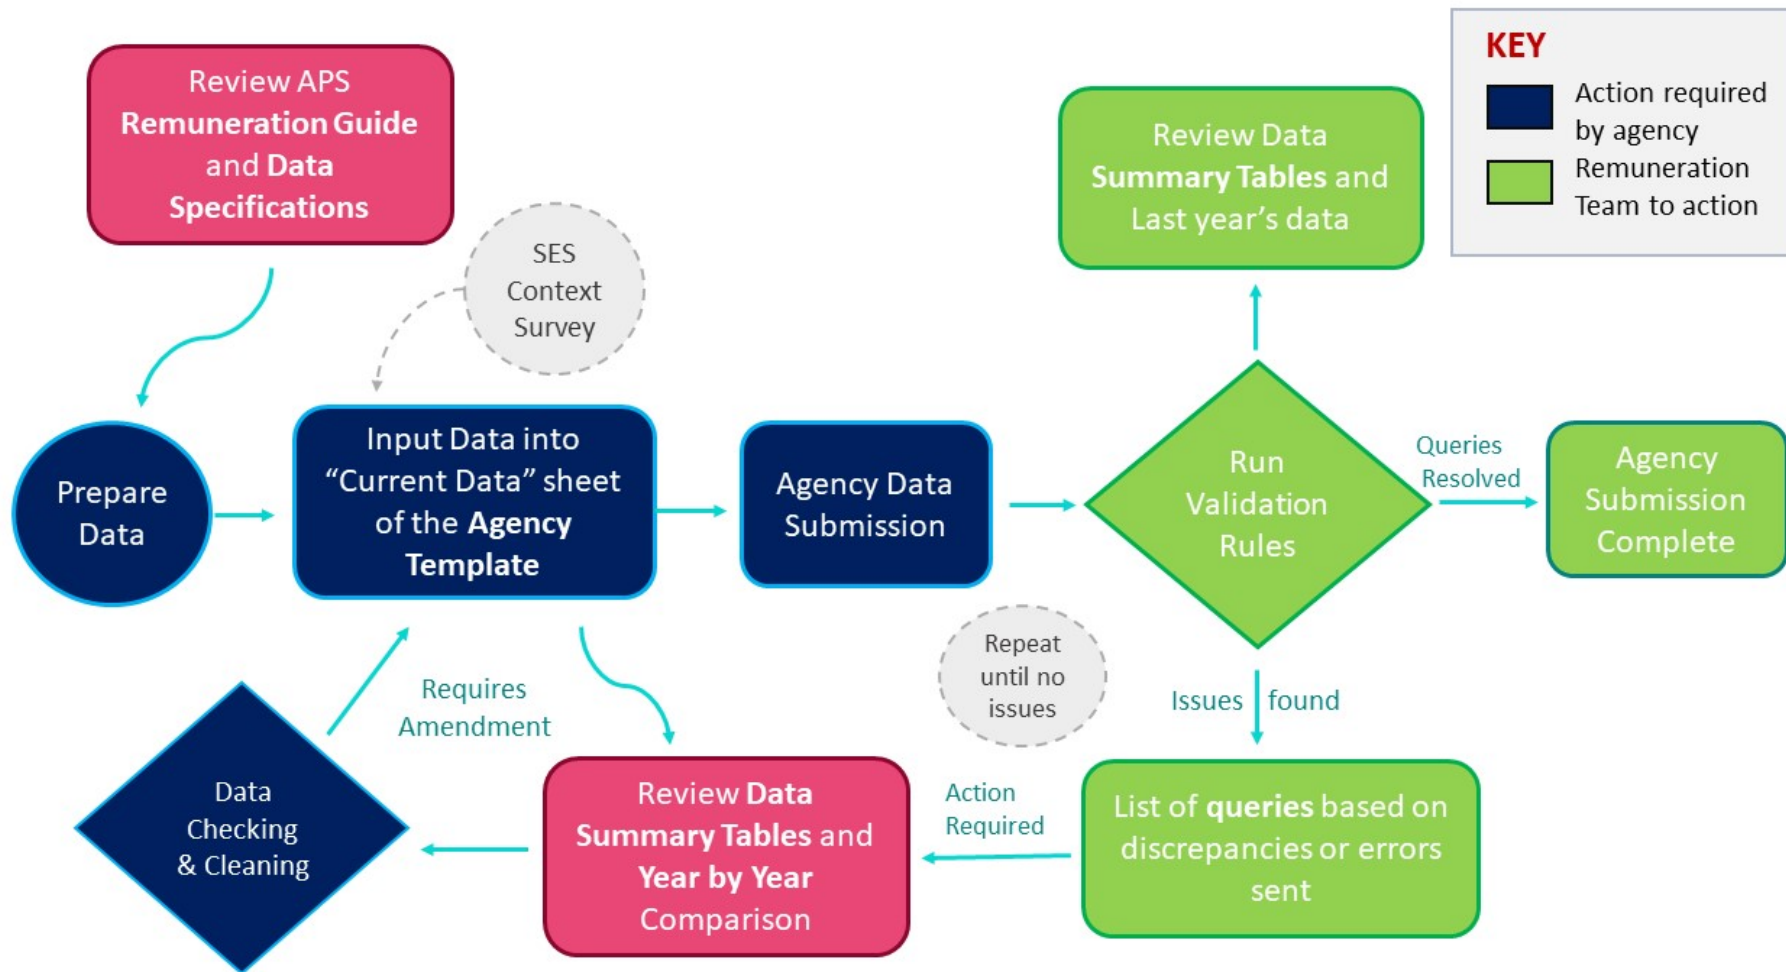 Review APS
Remuneration Guide
and Data
Specifications
SES
Context
Survey
Review Data
Summary Tables and
Last year’s data
KEY
Action required
by agency
Remuneration
Team to action
Prepare
Data
Input Data into
“Current Data” sheet
of the Agency
Template
Agency Data
Submission
Run
Validation
Rules
Queries
Resolved
Agency
Submission
Complete
Requires
Amendment
Repeat
until no
issues
Issues found
Data
Checking
& Cleaning
Review Data
Summary Tables and
Year by Year
Comparison
Action
Required
List of queries based on
discrepancies or errors
sent